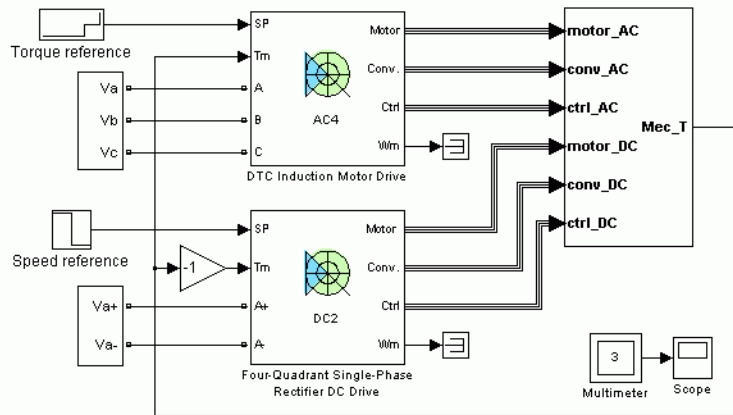 Torque reference
SP
Tm
A
B
C
Motor
Conv.
Ctrl
Wm
AC4
DTC Induction Motor Drive
Va
Vb
Vc
motor_AC
conv_AC
ctrl_AC
motor_DC
conv_DC
ctrl_DC
Mec_T
Speed reference
-1
SP
Tm
A+
A-
Motor
Conv.
Ctrl
Wm
DC2
Four-Quadrant Single-Phase
Rectifier DC Drive
Va+
Va-
3
Multimeter
Scope